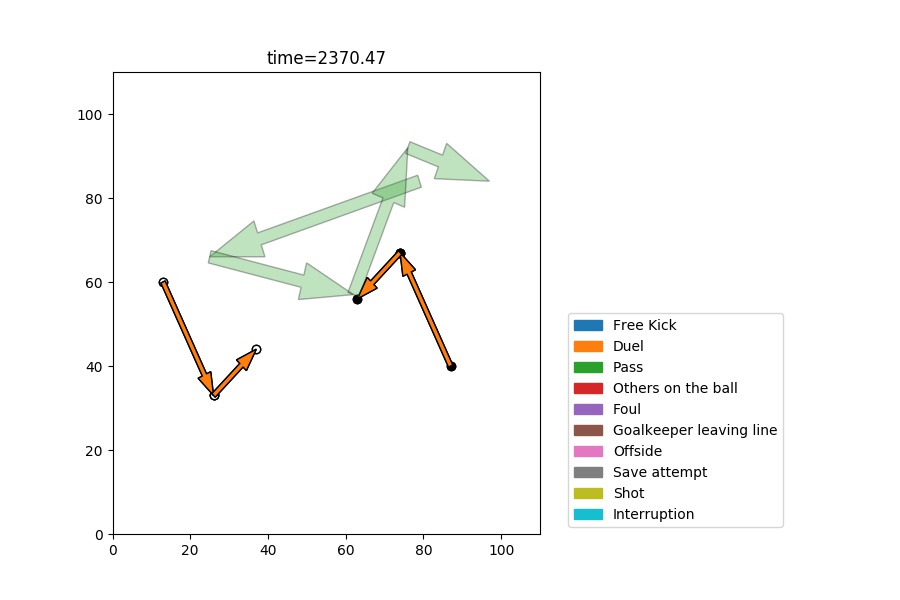 time=2370.47
100
80
60
40
20
0
0 20 40 60 80 100
Free Kick
Duel
Pass
Others on the ball
Foul
Goalkeeper leaving line
Offside
Save attempt
Shot
Interruption